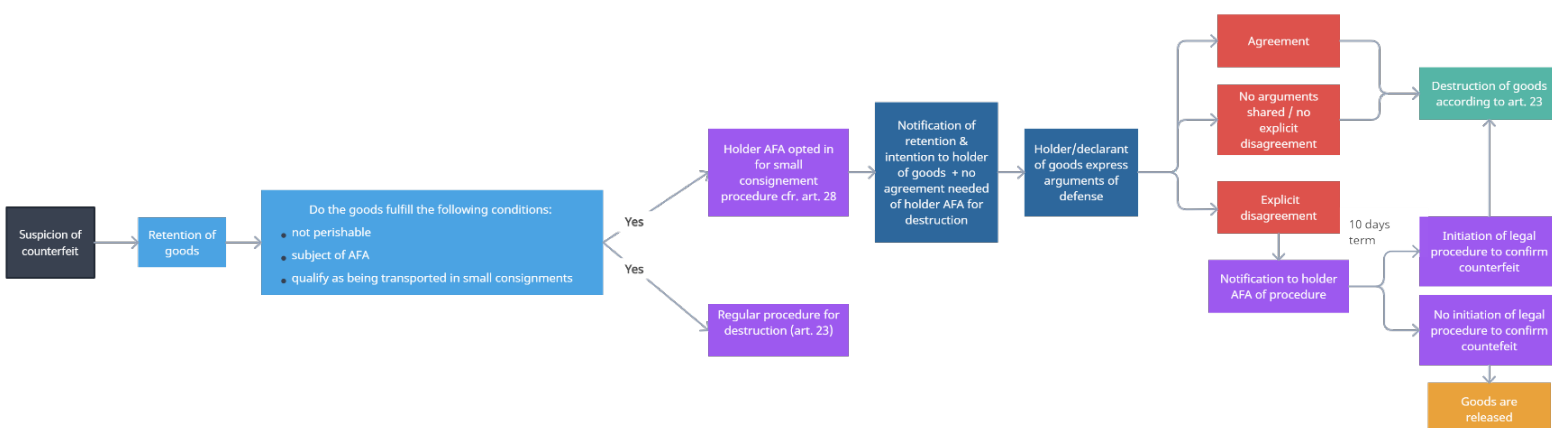 Suspicion of
counterfeit
Retention of
goods
Do the goods fulfill the following conditions:
not perishable
subject of AFA
qualify as being transported in small consignments
Yes
Yes
Holder AFA opted in
for small
consignement
procedure cfr. art. 28
Regular procedure for
destruction (art. 23)
Notification of
retention &
intention to holder
of goods + no
agreement needed
of holder AFA for
destruction
Holder/declarant
of goods express
arguments of
defense
Agreement
No arguments
shared / no
explicit
disagreement
Explicit
disagreement
Notification to holder
AFA of procedure
10 days
term
Destruction of goods
according to art. 23
Initiation of legal
procedure to confirm
counterfeit
No initiation of legal
procedure to confirm
countefeit
Goods are
released